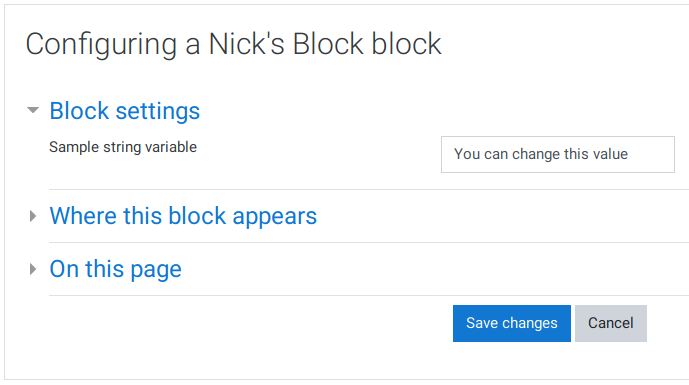 Configuring a Nick's Block block
Block settings
Sample string variable
You can change this value
Where this block appears
On this page
Save changes
Cancel